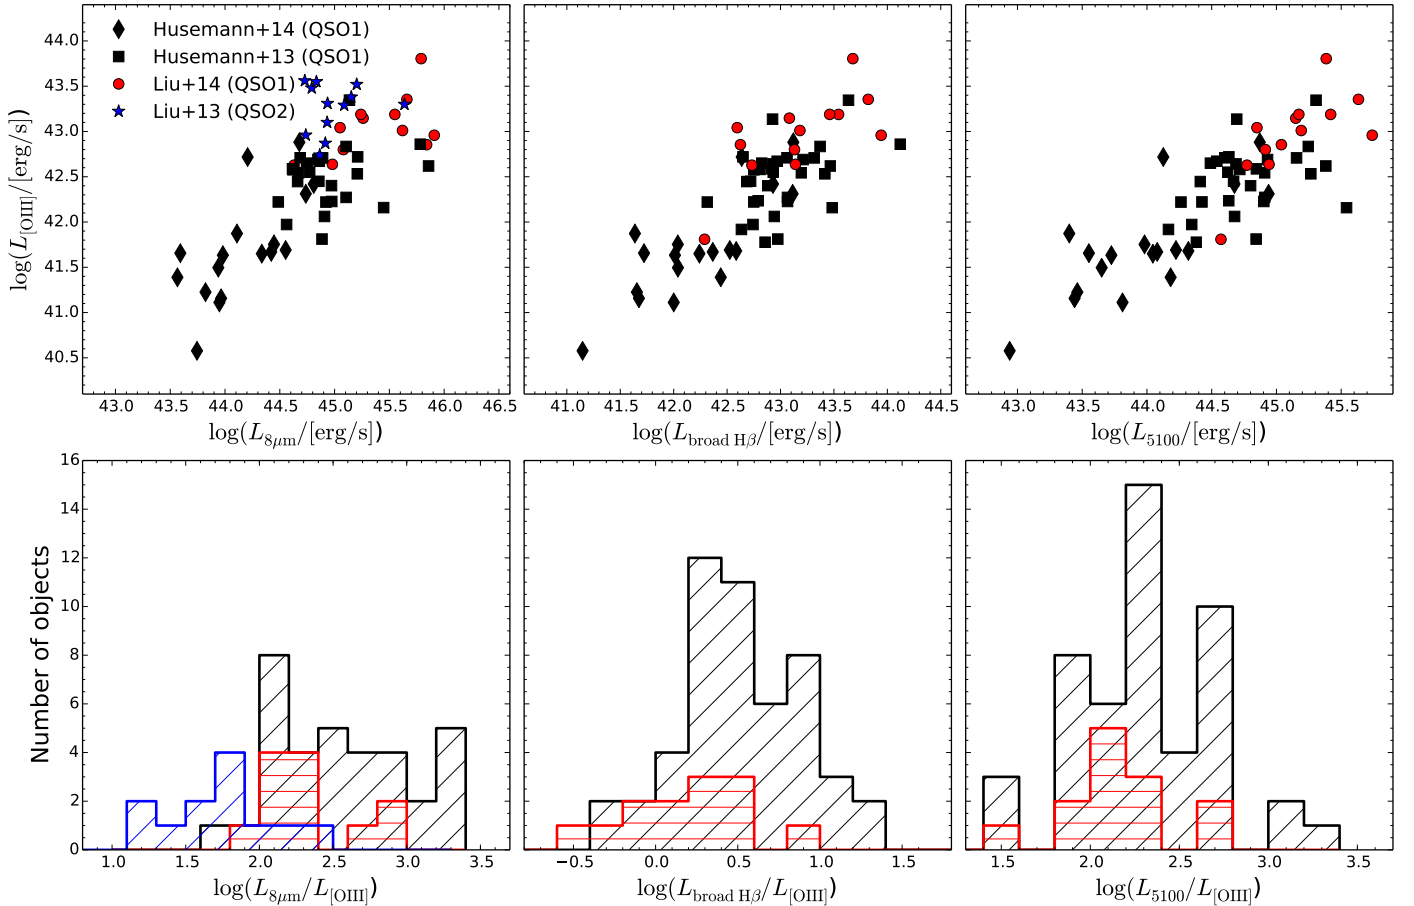 44.0
43.5
43.0
42.5
42.0
41.5
41.0
40.5
log(L[OIII]/[erg/s])
Husemann+14 (QSO1)
Husemann+13 (QSO1)
Liu+14 (QSO1)
Liu+13 (QSO2)
43.0 43.5 44.0 44.5 45.0 45.5 46.0 46.5
log(L8μm/[erg/s])
41.0 41.5 42.0 42.5 43.0 43.5 44.0 44.5
log(Lbroad Hβ/[erg/s])
43.0 43.5 44.0 44.5 45.0 45.5
log(L5100/[erg/s])
16
14
12
10
8
6
4
2
0
Number of objects
1.0 1.5 2.0 2.5 3.0 3.5
log(L8μm/L[OIII])
−0.5 0.0 0.5 1.0 1.5
log(Lbroad Hβ/L[OIII])
1.5 2.0 2.5 3.0 3.5
log(L5100/L[OIII])